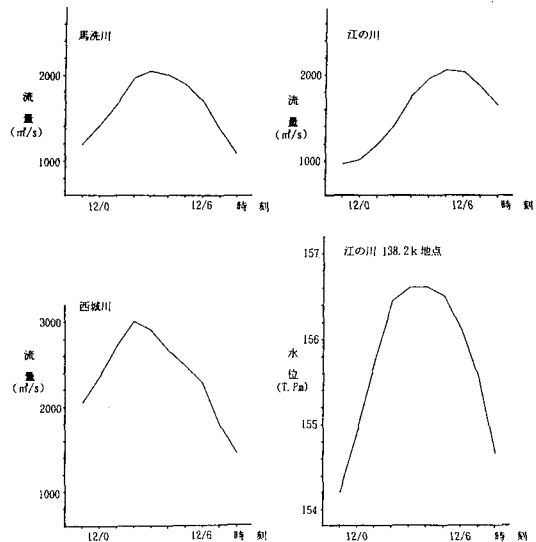 馬洗川
2000
1000
流
量
(㎥/s)
12/0
12/6
時 刻
江の川
2000
1000
流
量
(㎥/s)
12/0
12/6
時 刻
西城川
3000
2000
1000
流
量
(㎥/s)
12/0
12/6
時 刻
江の川 138.2k 地点
157
156
155
154
水
位
(T.Pm)
12/0
12/6
時 刻